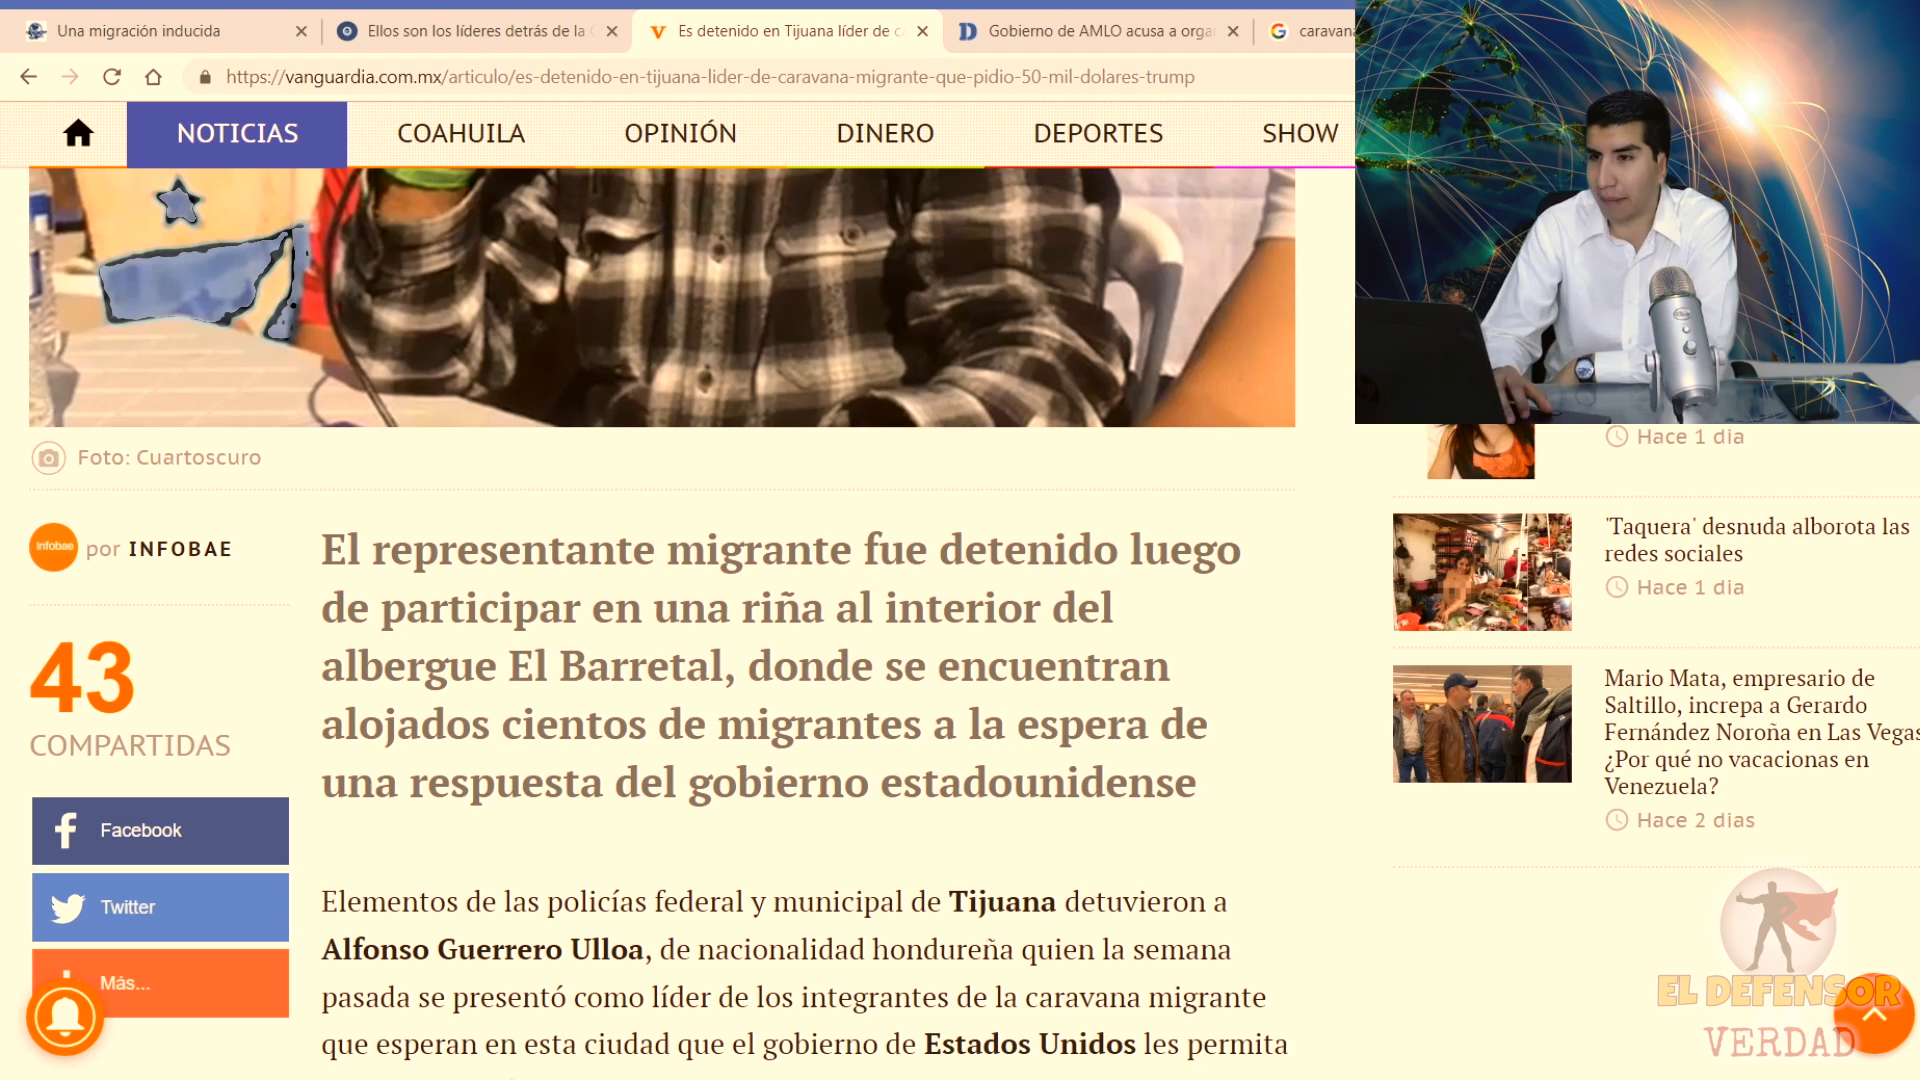 Una migración inducida
Ellos son los líderes detrás de la
Es detenido en Tijuana líder de c
Gobierno de AMLO acusa a orga
caravana
https://vanguardia.com.mx/articulo/es-detenido-en-tijuana-lider-de-caravana-migrante-que-pidio-50-mil-dolares-trump
NOTICIAS
COAHUILA
OPINIÓN
DINERO
DEPORTES
SHOW
Foto: Cuartoscuro
infobae
por INFOBAE
43
COMPARTIDAS
Facebook
Twitter
Más...
El representante migrante fue detenido luego
de participar en una riña al interior del
albergue El Barretal, donde se encuentran
alojados cientos de migrantes a la espera de
una respuesta del gobierno estadounidense
Elementos de las policías federal y municipal de Tijuana detuvieron a
Alfonso Guerrero Ulloa, de nacionalidad hondureña quien la semana
pasada se presentó como líder de los integrantes de la caravana migrante
que esperan en esta ciudad que el gobierno de Estados Unidos les permita
Hace 1 dia
'Taquera' desnuda alborota las
redes sociales
Hace 1 dia
Mario Mata, empresario de
Saltillo, increpa a Gerardo
Fernández Noroña en Las Vegas
¿Por qué no vacacionas en
Venezuela?
Hace 2 dias
EL DEFENSOR
VERDAD